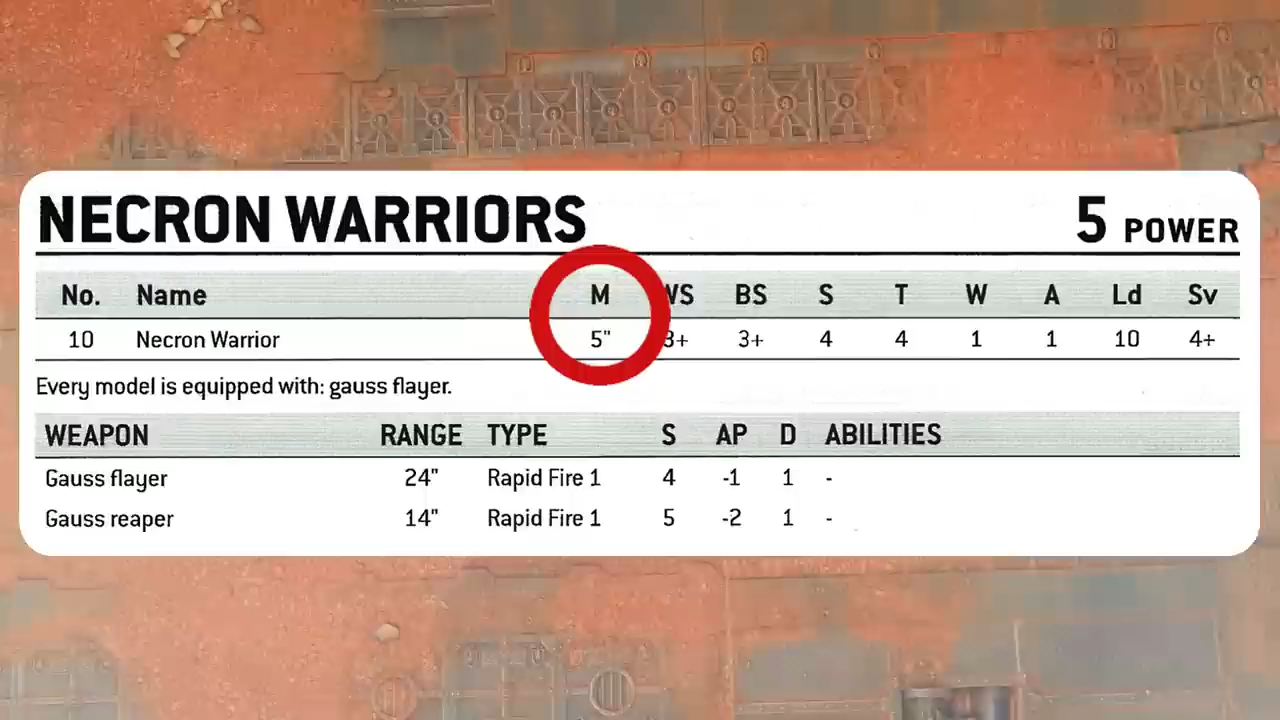 NECRON WARRIORS 5 POWER
No. Name M WS BS S T W A Ld Sv
10 Necron Warrior 5" 3+ 3+ 4 4 1 1 10 4+
Every model is equipped with: gauss flayer.
WEAPON RANGE TYPE S AP D ABILITIES
Gauss flayer 24" Rapid Fire 1 4 -1 1 -
Gauss reaper 14" Rapid Fire 1 5 -2 1 -